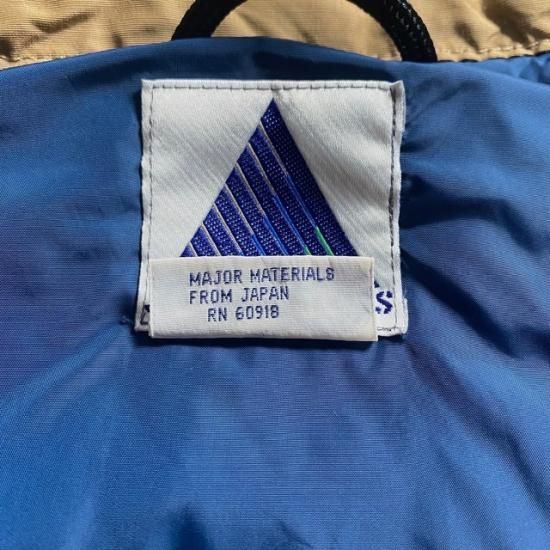 MAJOR MATERIALS
FROM JAPAN
RN 60918